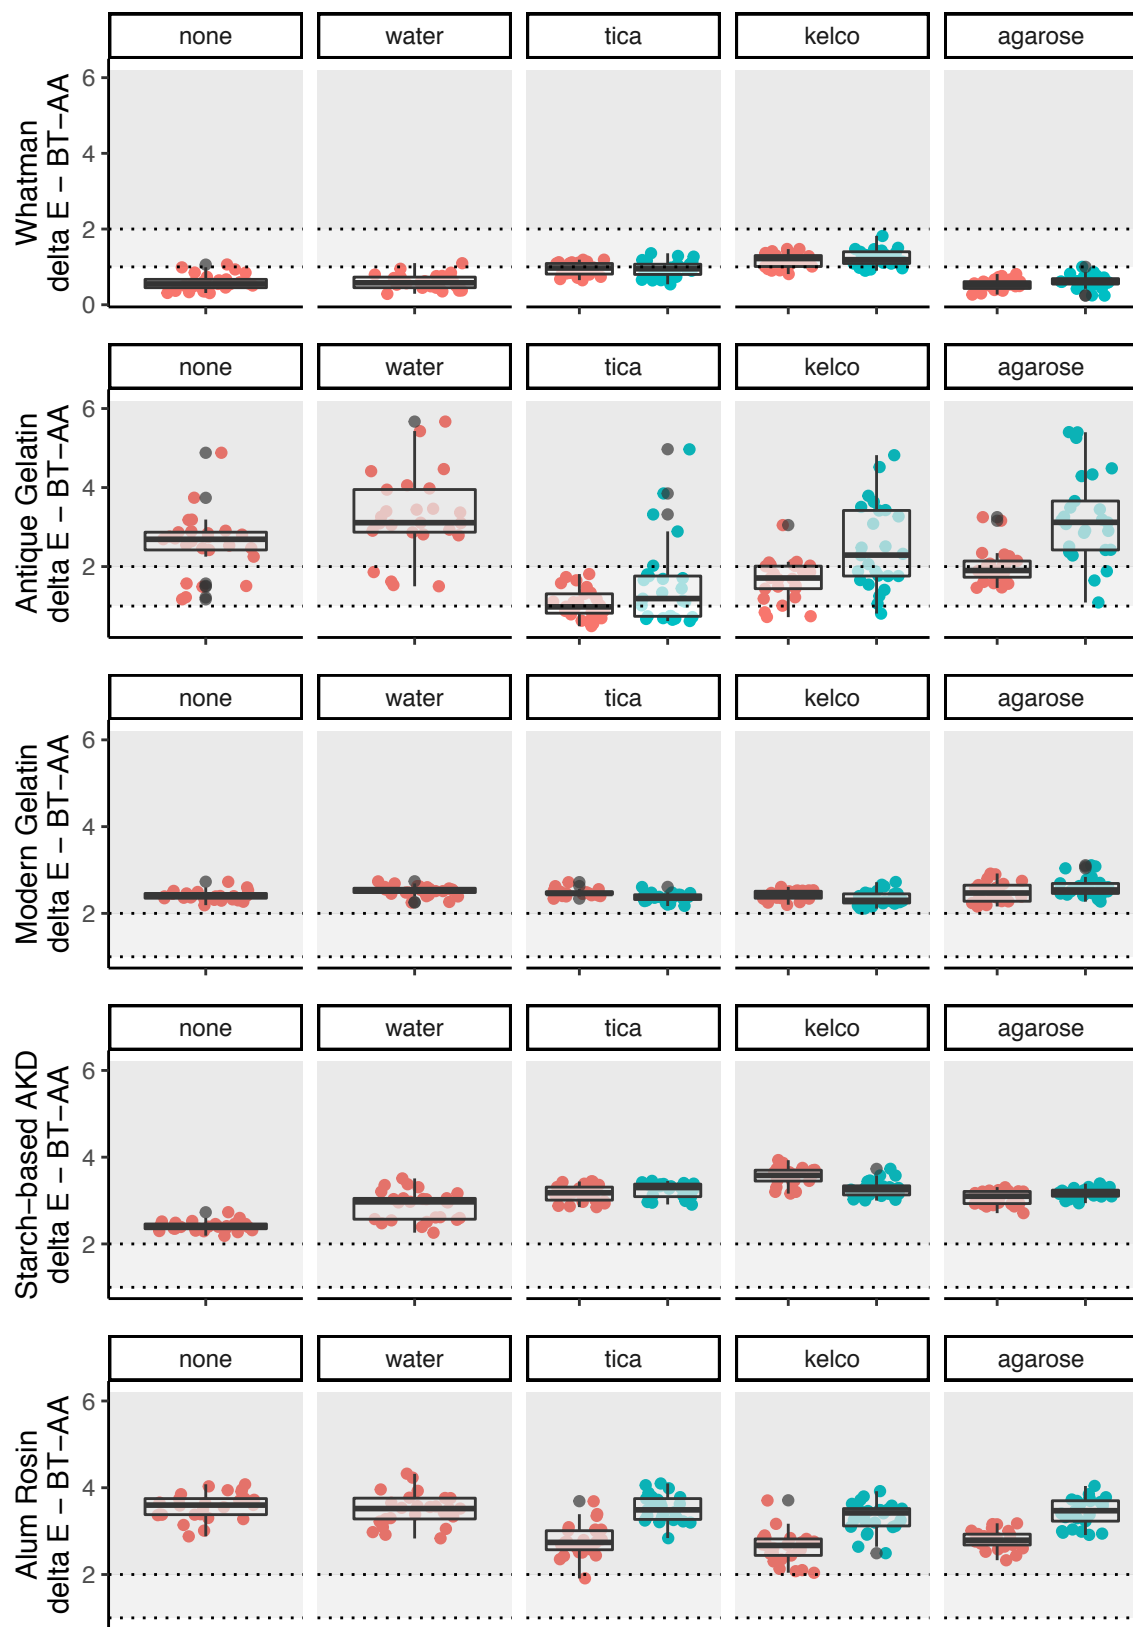 none water tica kelco agarose
Whatman
delta E − BT−AA
6
4
2
0
none water tica kelco agarose
Antique Gelatin
delta E − BT−AA
6
4
2
none water tica kelco agarose
Modern Gelatin
delta E − BT−AA
6
4
2
none water tica kelco agarose
Starch−based AKD
delta E − BT−AA
6
4
2
none water tica kelco agarose
Alum Rosin
delta E − BT−AA
6
4
2